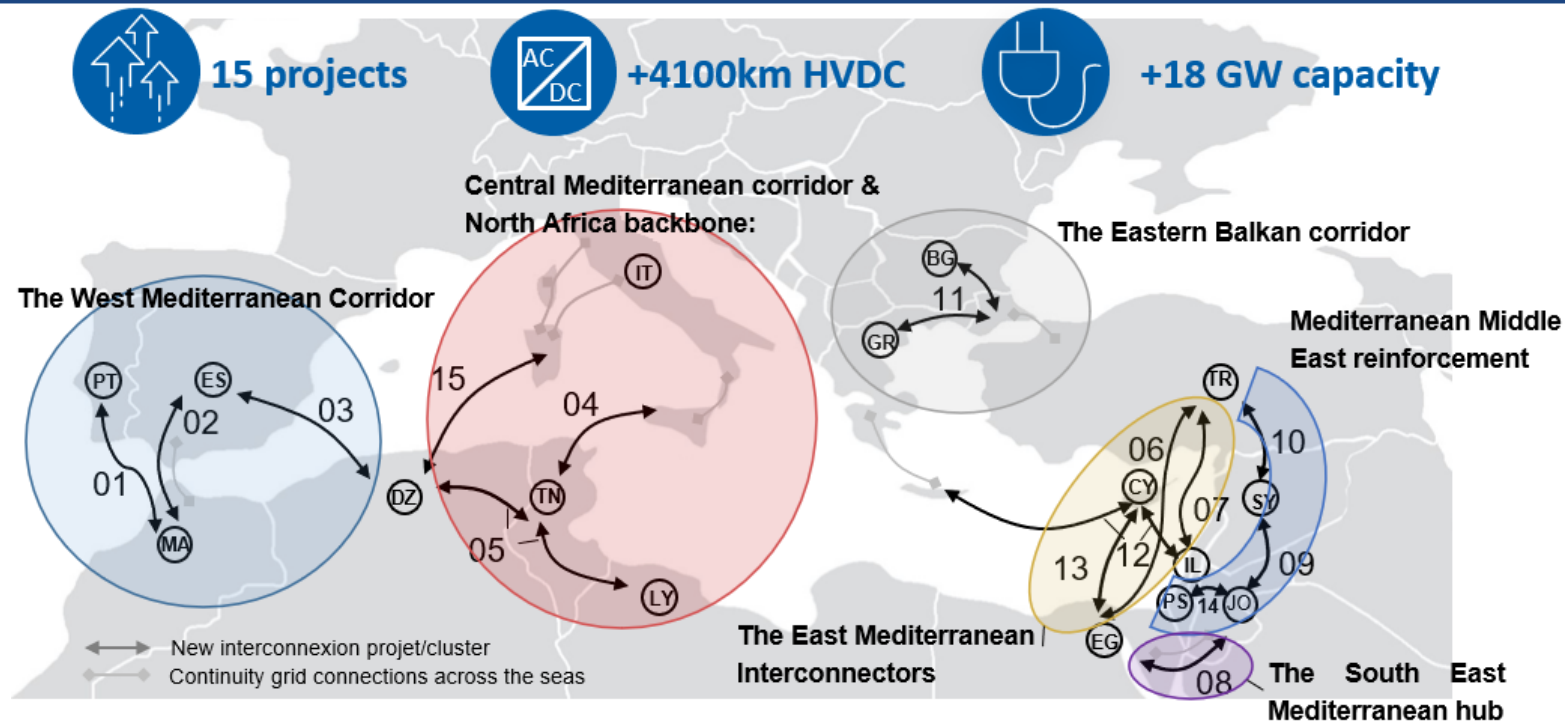 15 projects
AC
DC
+4100km HVDC
+18 GW capacity
Central Mediterranean corridor &
North Africa backbone:
The Eastern Balkan corridor
The West Mediterranean Corridor
Mediterranean Middle
East reinforcement
IT
BG
11
GR
PT
ES
02
03
01
MA
15
04
DZ
TN
05
LY
TR
10
06
CY
07
SY
12
13
IL
09
PS
14
JO
EG
08
New interconnexion projet/cluster
Continuity grid connections across the seas
The East Mediterranean
Interconnectors
The South East
Mediterranean hub